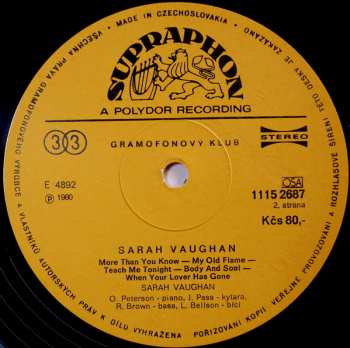 VŠECHNA PRÁVA GRAMOFONOVÉHO VÝROBCE A VLASTNÍKŮ AUTORSKÝCH PRÁV K DÍLU VYHRAŽENA
• MADE IN CZECHOSLOVAKIA •
POŘIZOVÁNÍ KOPIÍ, VEŘEJNÉ PROVOZOVÁNÍ A ROZHLASOVÉ ŠÍŘENÍ TÉTO DESKY JE ZAKÁZÁNO
SUPRAPHON
A POLYDOR RECORDING
33
GRAMOFONOVÝ KLUB
STEREO
E 4892
Ⓟ 1980
OSA
1115 2687
2. strana
Kčs 80,-
SARAH VAUGHAN
More Than You Know — My Old Flame —
Teach Me Tonight — Body And Soul —
When Your Lover Has Gone
SARAH VAUGHAN
O. Peterson - piano, J. Pass - kytara,
R. Brown - basa, L. Bellson - bicí